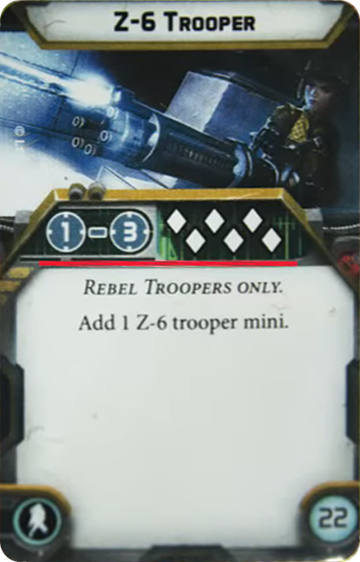 Z-6 TROOPER
1 - 3
REBEL TROOPERS ONLY.
Add 1 Z-6 trooper mini.
22